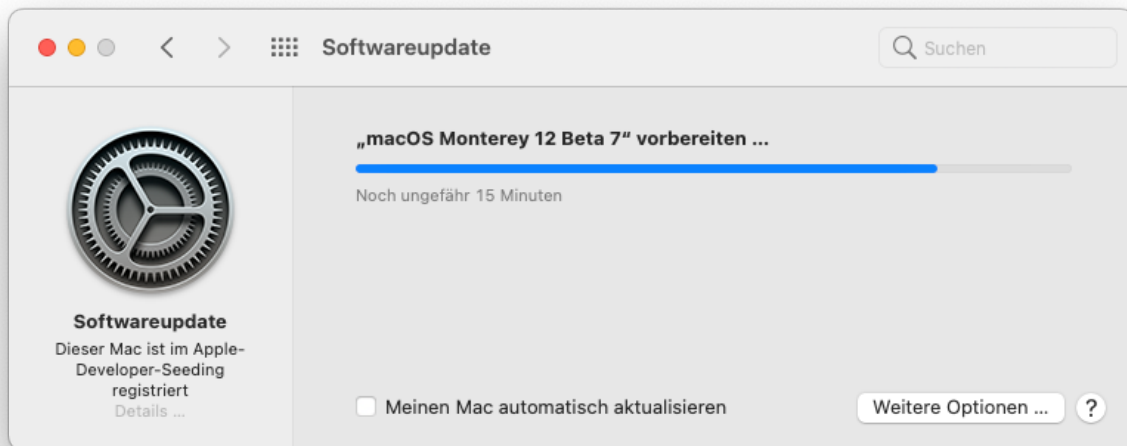 Softwareupdate
Suchen
„macOS Monterey 12 Beta 7“ vorbereiten ...
Noch ungefähr 15 Minuten
Softwareupdate
Dieser Mac ist im Apple-
Developer-Seeding
registriert
Details ...
Meinen Mac automatisch aktualisieren
Weitere Optionen ...
?